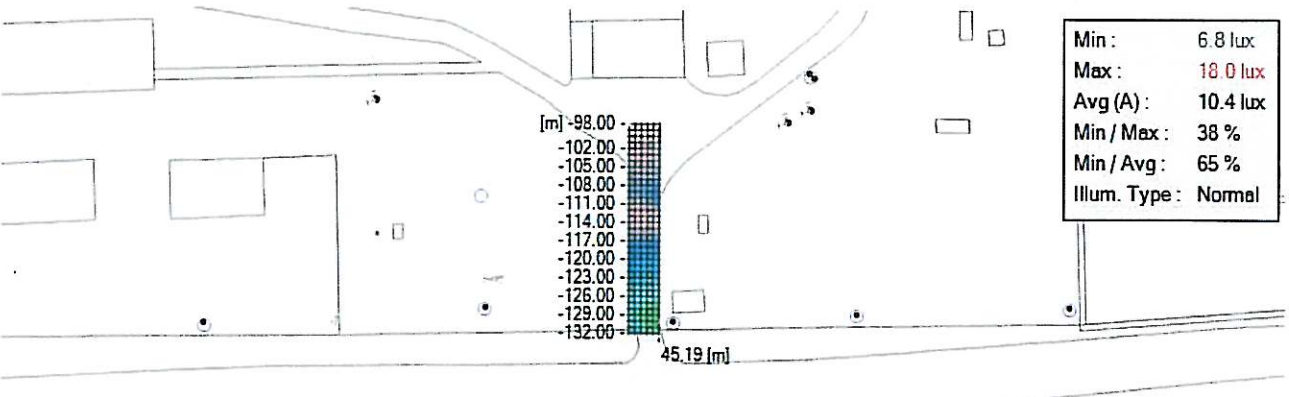 Min : 6.8 lux
Max : 18.0 lux
Avg (A) : 10.4 lux
Min / Max : 38 %
Min / Avg : 65 %
Illum. Type : Normal
[m] -98.00
-102.00
-105.00
-108.00
-111.00
-114.00
-117.00
-120.00
-123.00
-126.00
-129.00
-132.00
45.19 [m]